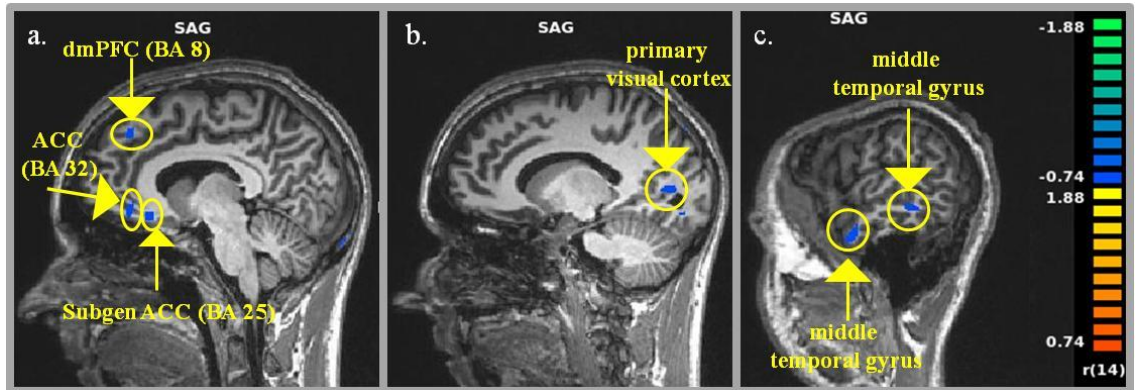 SAG
a.
dmPFC (BA 8)
ACC
(BA 32)
Subgen ACC (BA 25)
SAG
b.
primary
visual cortex
SAG
c.
middle
temporal gyrus
middle
temporal gyrus
-1.88
-0.74
1.88
0.74
r(14)